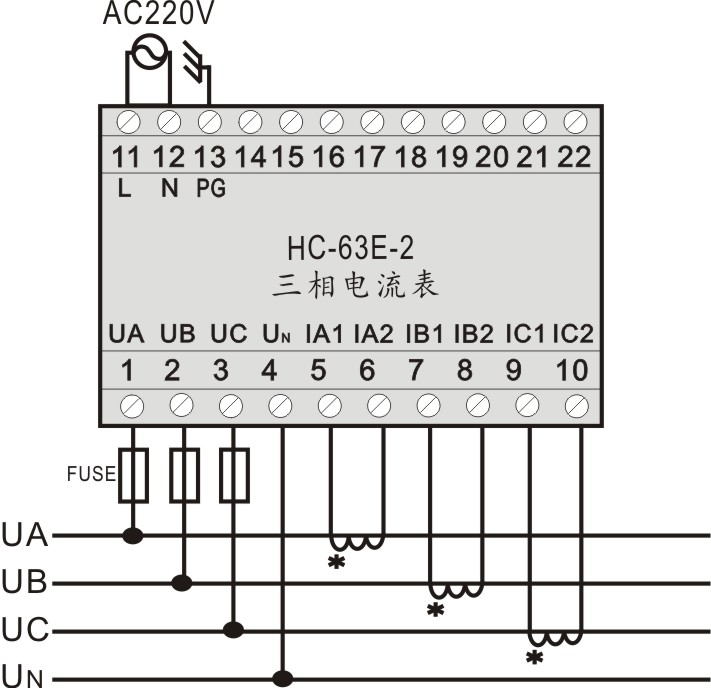 AC220V
11 12 13 14 15 16 17 18 19 20 21 22
L N PG
HC-63E-2
三相电流表
UA UB UC UN IA1 IA2 IB1 IB2 IC1 IC2
1 2 3 4 5 6 7 8 9 10
FUSE
UA
*
UB
*
UC
*
UN